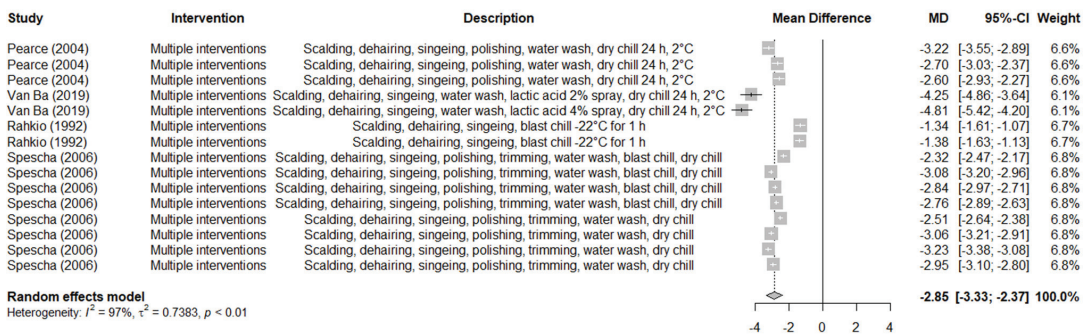 Study Intervention Description Mean Difference MD 95%-CI Weight
Pearce (2004) Multiple interventions Scalding, dehairing, singeing, polishing, water wash, dry chill 24 h, 2°C -3.22 [-3.55; -2.89] 6.6%
Pearce (2004) Multiple interventions Scalding, dehairing, singeing, polishing, water wash, dry chill 24 h, 2°C -2.70 [-3.03; -2.37] 6.6%
Pearce (2004) Multiple interventions Scalding, dehairing, singeing, polishing, water wash, dry chill 24 h, 2°C -2.60 [-2.93; -2.27] 6.6%
Van Ba (2019) Multiple interventions Scalding, dehairing, singeing, water wash, lactic acid 2% spray, dry chill 24 h, 2°C -4.25 [-4.86; -3.64] 6.1%
Van Ba (2019) Multiple interventions Scalding, dehairing, singeing, water wash, lactic acid 4% spray, dry chill 24 h, 2°C -4.81 [-5.42; -4.20] 6.1%
Rahkio (1992) Multiple interventions Scalding, dehairing, singeing, blast chill -22°C for 1 h -1.34 [-1.61; -1.07] 6.7%
Rahkio (1992) Multiple interventions Scalding, dehairing, singeing, blast chill -22°C for 1 h -1.38 [-1.63; -1.13] 6.7%
Spescha (2006) Multiple interventions Scalding, dehairing, singeing, polishing, trimming, water wash, blast chill, dry chill -2.32 [-2.47; -2.17] 6.8%
Spescha (2006) Multiple interventions Scalding, dehairing, singeing, polishing, trimming, water wash, blast chill, dry chill -3.08 [-3.20; -2.96] 6.8%
Spescha (2006) Multiple interventions Scalding, dehairing, singeing, polishing, trimming, water wash, blast chill, dry chill -2.84 [-2.97; -2.71] 6.8%
Spescha (2006) Multiple interventions Scalding, dehairing, singeing, polishing, trimming, water wash, blast chill, dry chill -2.76 [-2.89; -2.63] 6.8%
Spescha (2006) Multiple interventions Scalding, dehairing, singeing, polishing, trimming, water wash, dry chill -2.51 [-2.64; -2.38] 6.8%
Spescha (2006) Multiple interventions Scalding, dehairing, singeing, polishing, trimming, water wash, dry chill -3.06 [-3.21; -2.91] 6.8%
Spescha (2006) Multiple interventions Scalding, dehairing, singeing, polishing, trimming, water wash, dry chill -3.23 [-3.38; -3.08] 6.8%
Spescha (2006) Multiple interventions Scalding, dehairing, singeing, polishing, trimming, water wash, dry chill -2.95 [-3.10; -2.80] 6.8%
Random effects model -2.85 [-3.33; -2.37] 100.0%
Heterogeneity: I² = 97%, τ² = 0.7383, p < 0.01
-4 -2 0 2 4